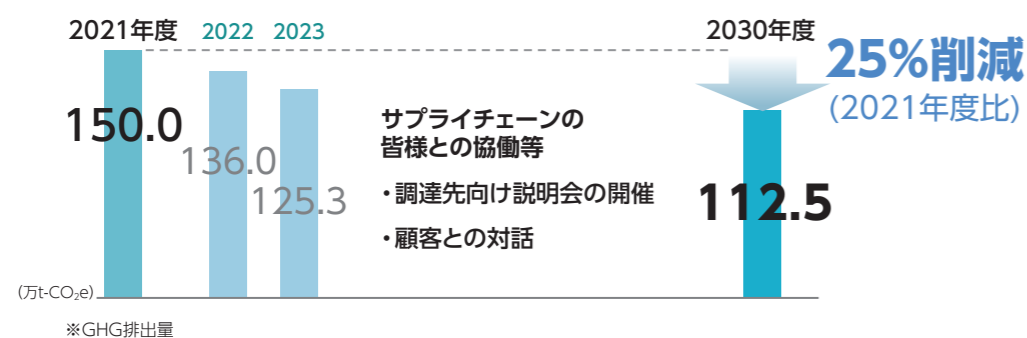 2021年度 2022 2023
2030年度
25%削減
(2021年度比)
150.0
136.0
125.3
サプライチェーンの
皆様との協働等
・調達先向け説明会の開催
・顧客との対話
112.5
(万t-CO₂e)
※GHG排出量